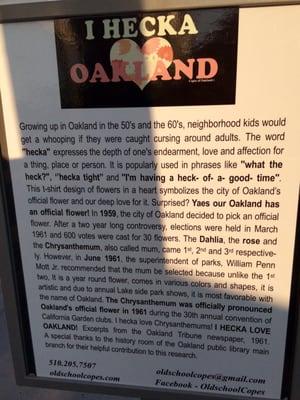 I HECKA
OAKLAND
Growing up in Oakland in the 50's and the 60's, neighborhood kids would
get a whooping if they were caught cursing around adults. The word
"hecka" expresses the depth of one's endearment, love and affection for
a thing, place or person. It is popularly used in phrases like "what the
heck?", "hecka tight" and "I'm having a heck- of- a- good- time".
This t-shirt design of flowers in a heart symbolizes the city of Oakland's
official flower and our deep love for it. Surprised? Yaes our Oakland has
an official flower! In 1959, the city of Oakland decided to pick an official
flower. After a two year long controversy, elections were held in March
1961 and 600 votes were cast for 30 flowers. The Dahlia, the rose and
the Chrysanthemum, also called mum, came 1st, 2nd and 3rd respective-
ly. However, in June 1961, the superintendent of parks, William Penn
Mott Jr. recommended that the mum be selected because unlike the 1st
two, It is a year round flower, comes in various colors and shapes, it is
artistic and due to annual Lake side park shows, it is most favorable with
the name of Oakland. The Chrysanthemum was officially pronounced
Oakland's official flower in 1961 during the 30th annual convention of
California Garden clubs. I hecka love Chrysanthemums! I HECKA LOVE
OAKLAND! Excerpts from the Oakland Tribune newspaper, 1961.
A special thanks to the history room of the Oakland public library main
branch for their helpful contribution to this research.
510.205.7507 oldschoolcopes@gmail.com
oldschoolcopes.com Facebook - OldschoolCopes